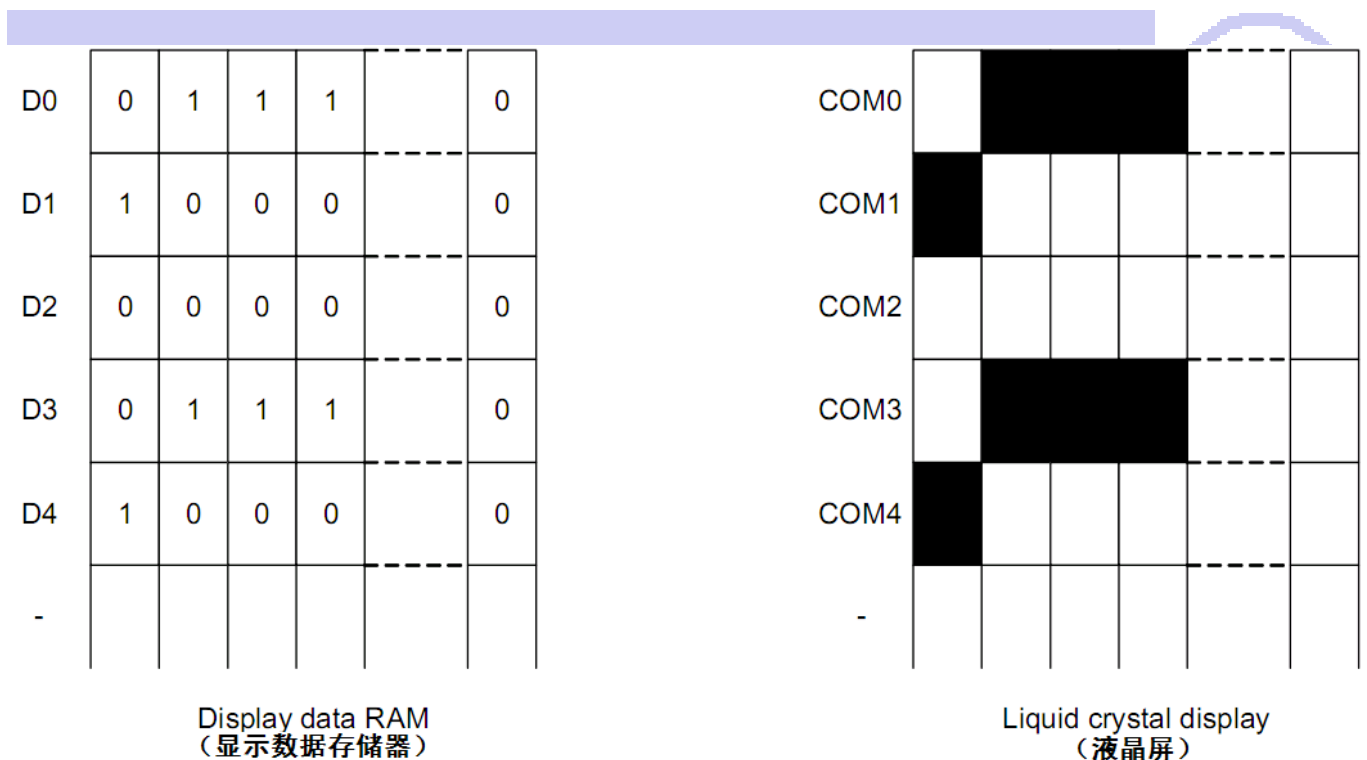 D0 0 1 1 1 0
D1 1 0 0 0 0
D2 0 0 0 0 0
D3 0 1 1 1 0
D4 1 0 0 0 0
-
Display data RAM
（显示数据存储器）
COM0
COM1
COM2
COM3
COM4
-
Liquid crystal display
（液晶屏）